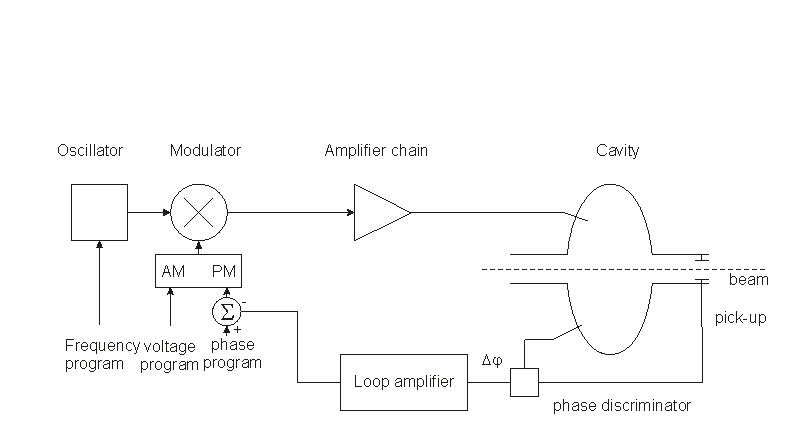 Oscillator
Modulator
Amplifier chain
Cavity
AM
PM
beam
Σ
-
+
pick-up
Frequency
program
voltage
program
phase
program
Δφ
Loop amplifier
phase discriminator